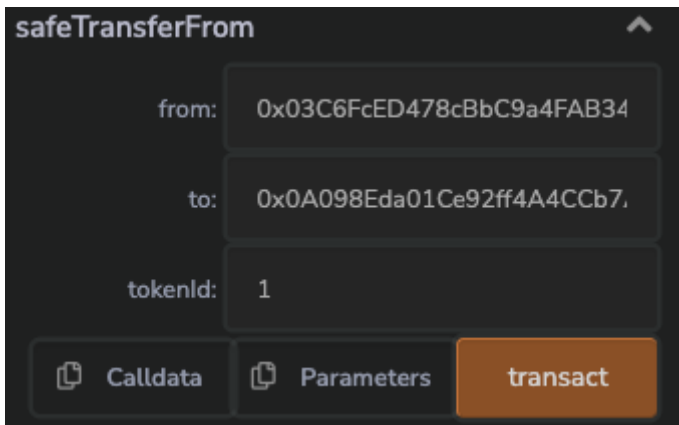 safeTransferFrom
from: 0x03C6FcED478cBbC9a4FAB34
to: 0x0A098Eda01Ce92ff4A4CCb7
tokenId: 1
Calldata Parameters transact